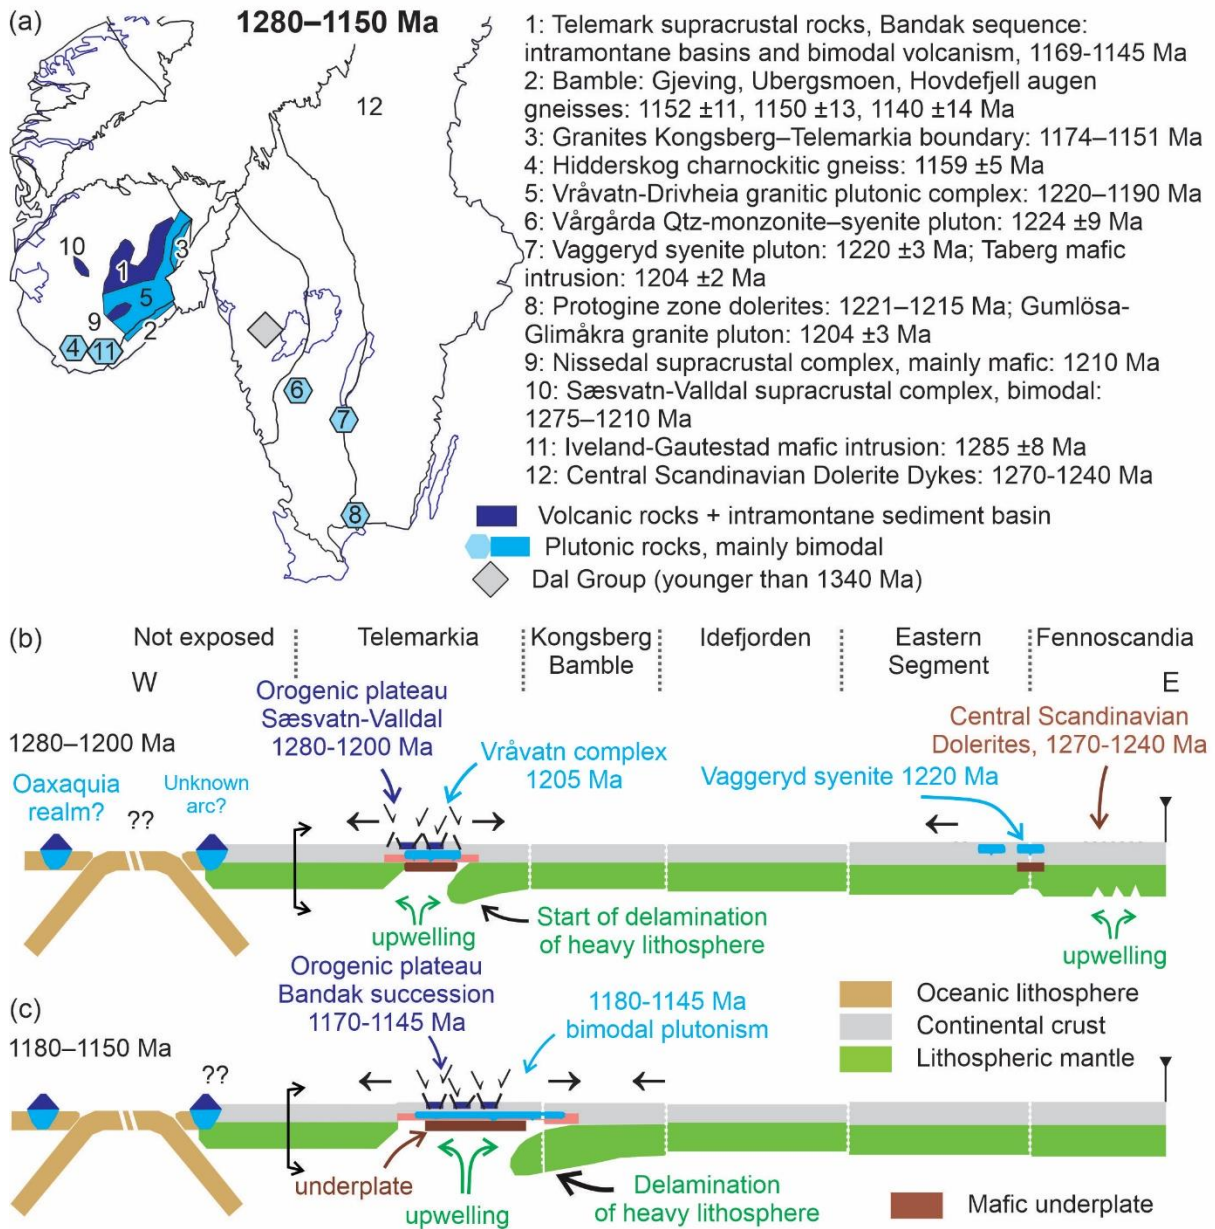 (a)
1280–1150 Ma
1: Telemark supracrustal rocks, Bandak sequence:
intramontane basins and bimodal volcanism, 1169-1145 Ma
2: Bamble: Gjeving, Ubergsmoen, Hovdefjell augen
gneisses: 1152 ±11, 1150 ±13, 1140 ±14 Ma
3: Granites Kongsberg–Telemarkia boundary: 1174–1151 Ma
4: Hidderskog charnockitic gneiss: 1159 ±5 Ma
5: Vråvatn-Drivheia granitic plutonic complex: 1220–1190 Ma
6: Vårgårda Qtz-monzonite–syenite pluton: 1224 ±9 Ma
7: Vaggeryd syenite pluton: 1220 ±3 Ma; Taberg mafic
intrusion: 1204 ±2 Ma
8: Protogine zone dolerites: 1221–1215 Ma; Gumlösa-
Glimåkra granite pluton: 1204 ±3 Ma
9: Nissedal supracrustal complex, mainly mafic: 1210 Ma
10: Sæsvatn-Valldal supracrustal complex, bimodal:
1275–1210 Ma
11: Iveland-Gautestad mafic intrusion: 1285 ±8 Ma
12: Central Scandinavian Dolerite Dykes: 1270-1240 Ma
12
10
3
1
5
9
2
4
11
6
7
8
Volcanic rocks + intramontane sediment basin
Plutonic rocks, mainly bimodal
Dal Group (younger than 1340 Ma)
(b)
Not exposed
Telemarkia
Kongsberg
Bamble
Idefjorden
Eastern
Segment
Fennoscandia
W
E
1280–1200 Ma
Oaxaquia
realm?
??
Unknown
arc?
Orogenic plateau
Sæsvatn-Valldal
1280-1200 Ma
Vråvatn complex
1205 Ma
Vaggeryd syenite 1220 Ma
Central Scandinavian
Dolerites, 1270-1240 Ma
upwelling
Start of delamination
of heavy lithosphere
upwelling
(c)
1180–1150 Ma
??
Orogenic plateau
Bandak succession
1170-1145 Ma
1180-1145 Ma
bimodal plutonism
Oceanic lithosphere
Continental crust
Lithospheric mantle
underplate
upwelling
Delamination
of heavy lithosphere
Mafic underplate